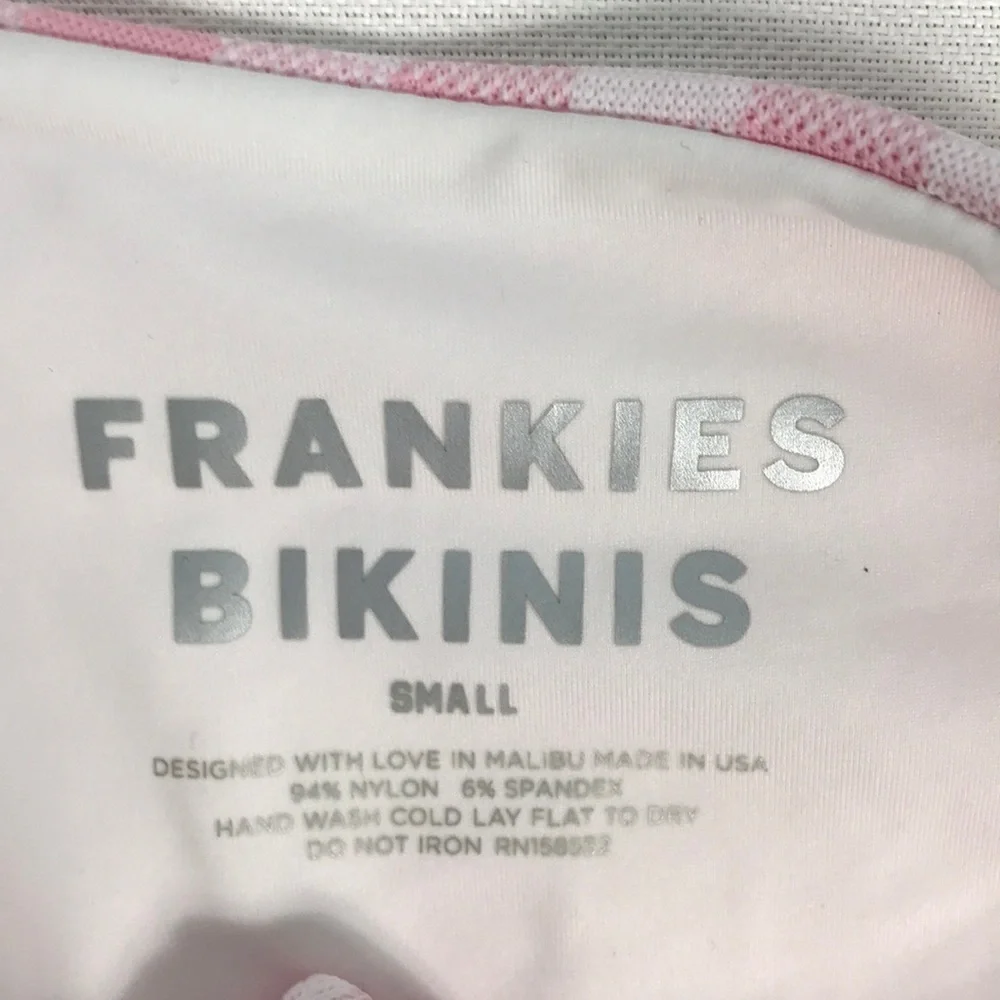 FRANKIES
BIKINIS
SMALL
DESIGNED WITH LOVE IN MALIBU MADE IN USA
94% NYLON 6% SPANDEX
HAND WASH COLD LAY FLAT TO DRY
DO NOT IRON